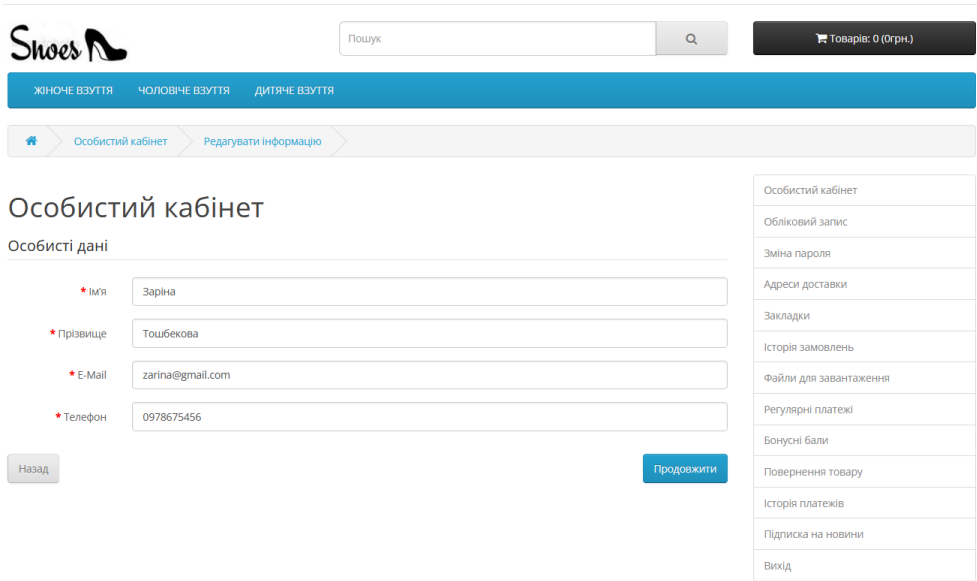 Shoes
Пошук
Товарів: 0 (0грн.)
ЖІНОЧЕ ВЗУТТЯ ЧОЛОВІЧЕ ВЗУТТЯ ДИТЯЧЕ ВЗУТТЯ
Особистий кабінет Редагувати інформацію
Особистий кабінет
Особисті дані
* Ім'я Заріна
* Прізвище Тошбекова
* E-Mail zarina@gmail.com
* Телефон 0978675456
Назад Продовжити
Особистий кабінет
Обліковий запис
Зміна пароля
Адреси доставки
Закладки
Історія замовлень
Файли для завантаження
Регулярні платежі
Бонусні бали
Повернення товару
Історія платежів
Підписка на новини
Вихід